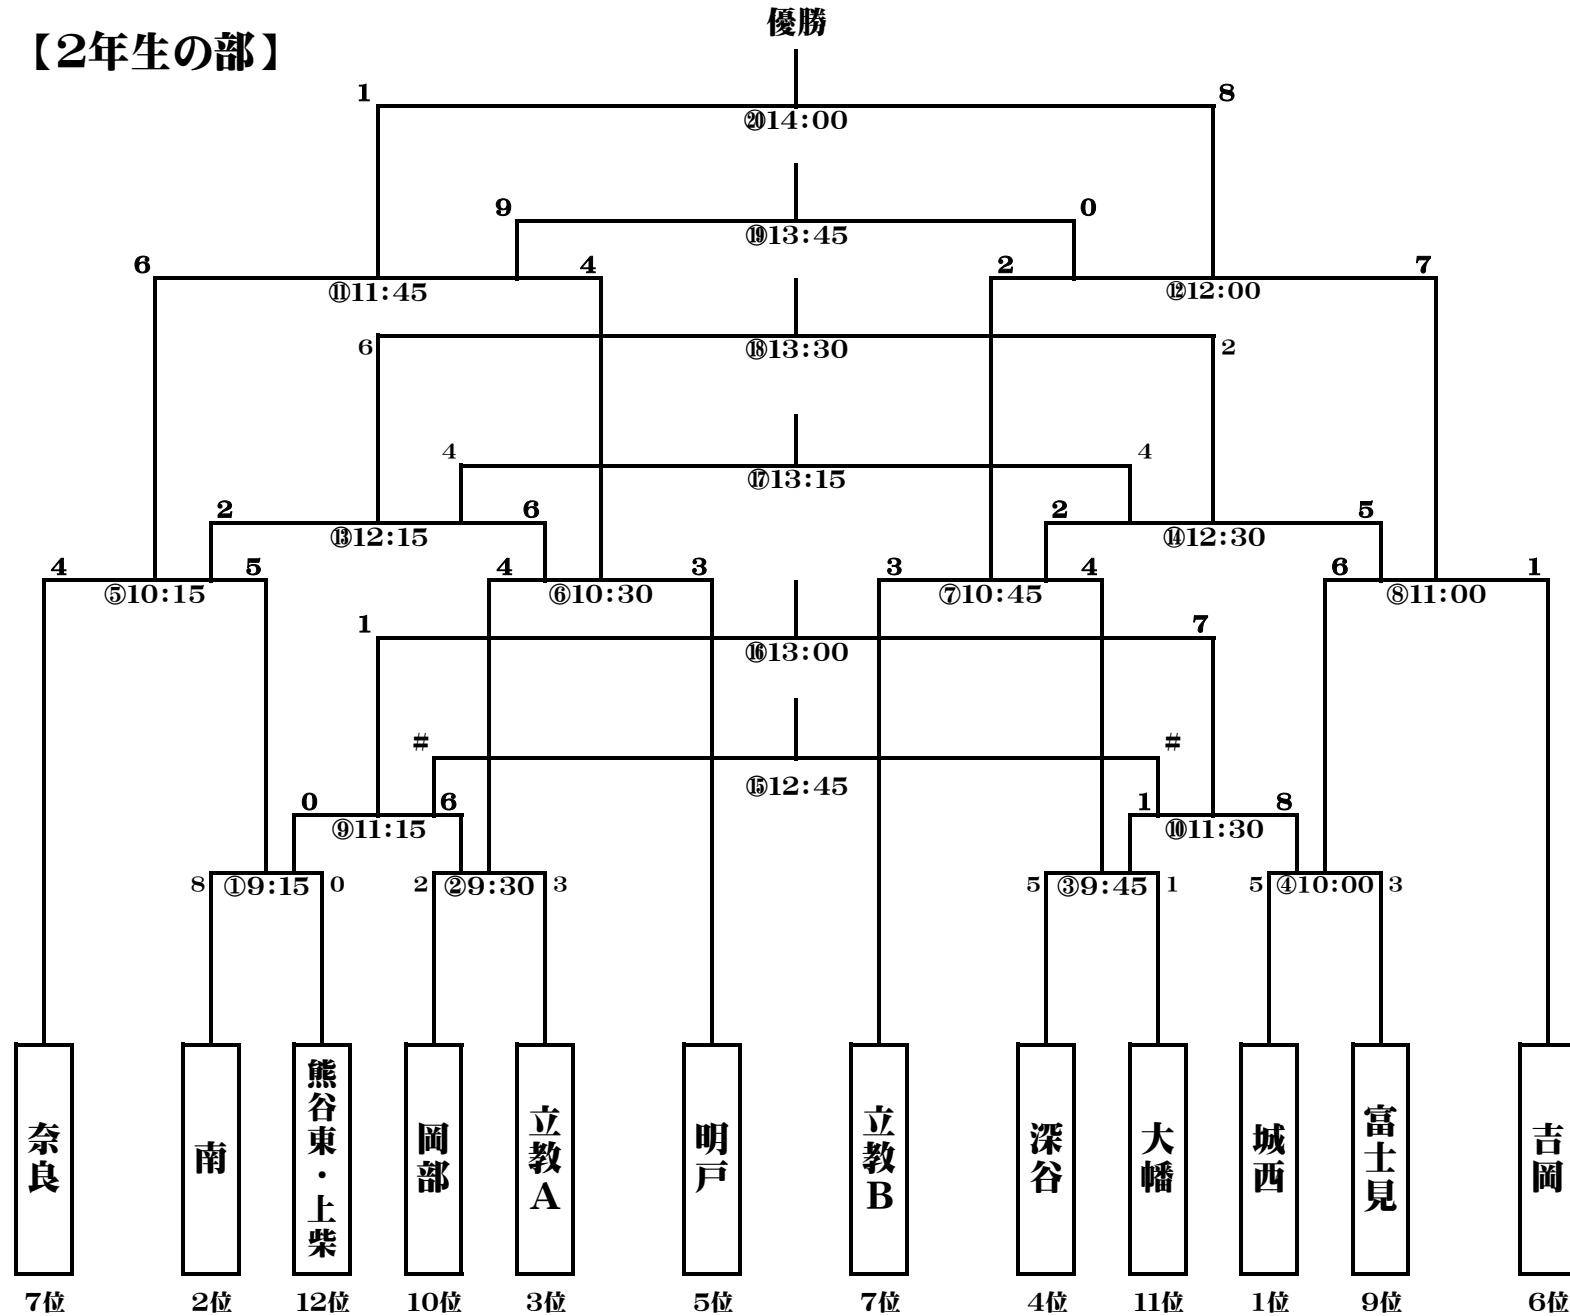 優勝
【2年生の部】
1 8
⑳14:00
9 0
⑲13:45
6 4 2 7
⑪11:45 ⑫12:00
6 2
⑱13:30
4 4
⑰13:15
2 6 2 5
⑬12:15 ⑭12:30
4 5 4 3 3 4 6 1
⑤10:15 ⑥10:30 ⑦10:45 ⑧11:00
1 7
⑯13:00
# #
⑮12:45
0 6 1 8
⑨11:15 ⑩11:30
8 ①9:15 0 2 ②9:30 3 5 ③9:45 1 5 ④10:00 3
奈良
南
熊谷東・上柴
岡部
立教A
明戸
立教B
深谷
大幡
城西
富士見
吉岡
7位 2位 12位 10位 3位 5位 7位 4位 11位 1位 9位 6位